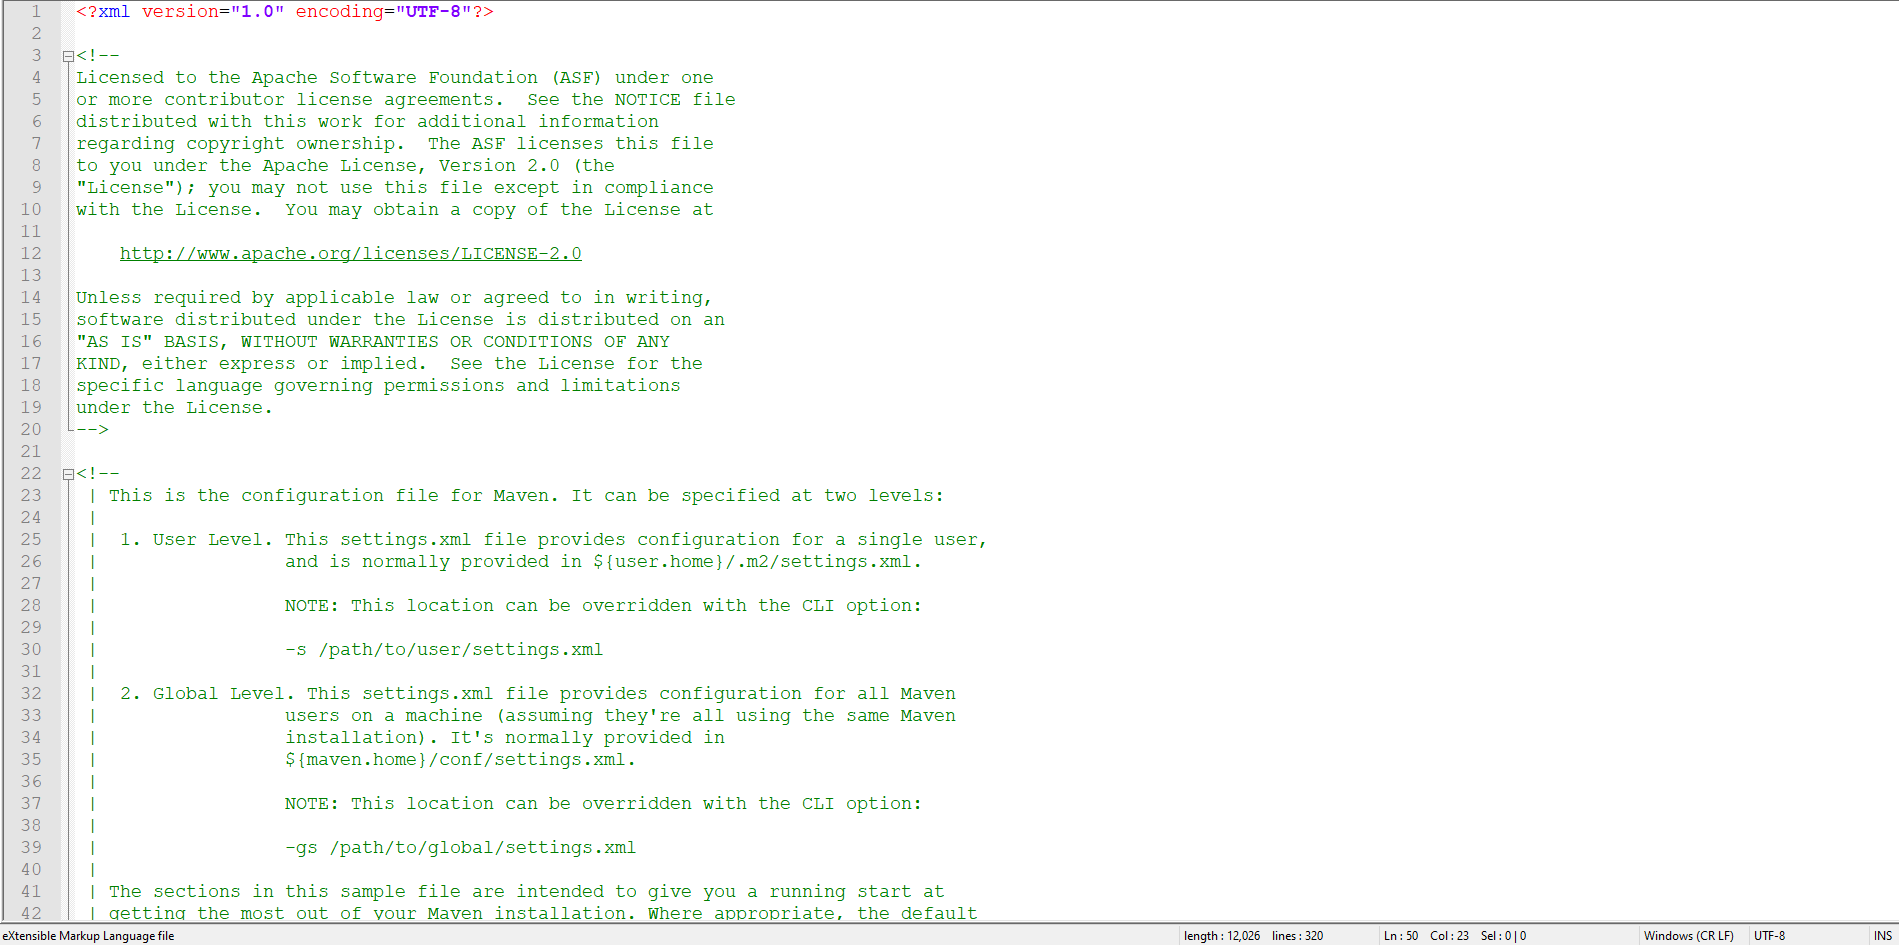 1 <?xml version="1.0" encoding="UTF-8"?>
2
3 <!--
4 Licensed to the Apache Software Foundation (ASF) under one
5 or more contributor license agreements.  See the NOTICE file
6 distributed with this work for additional information
7 regarding copyright ownership.  The ASF licenses this file
8 to you under the Apache License, Version 2.0 (the
9 "License"); you may not use this file except in compliance
10 with the License.  You may obtain a copy of the License at
11
12     http://www.apache.org/licenses/LICENSE-2.0
13
14 Unless required by applicable law or agreed to in writing,
15 software distributed under the License is distributed on an
16 "AS IS" BASIS, WITHOUT WARRANTIES OR CONDITIONS OF ANY
17 KIND, either express or implied.  See the License for the
18 specific language governing permissions and limitations
19 under the License.
20 -->
21
22 <!--
23  | This is the configuration file for Maven. It can be specified at two levels:
24  |
25  |  1. User Level. This settings.xml file provides configuration for a single user,
26  |                 and is normally provided in ${user.home}/.m2/settings.xml.
27  |
28  |                 NOTE: This location can be overridden with the CLI option:
29  |
30  |                 -s /path/to/user/settings.xml
31  |
32  |  2. Global Level. This settings.xml file provides configuration for all Maven
33  |                 users on a machine (assuming they're all using the same Maven
34  |                 installation). It's normally provided in
35  |                 ${maven.home}/conf/settings.xml.
36  |
37  |                 NOTE: This location can be overridden with the CLI option:
38  |
39  |                 -gs /path/to/global/settings.xml
40  |
41  | The sections in this sample file are intended to give you a running start at
42  | getting the most out of your Maven installation. Where appropriate, the default
eXtensible Markup Language file length : 12,026 lines : 320 Ln : 50 Col : 23 Sel : 0 | 0 Windows (CR LF) UTF-8 INS